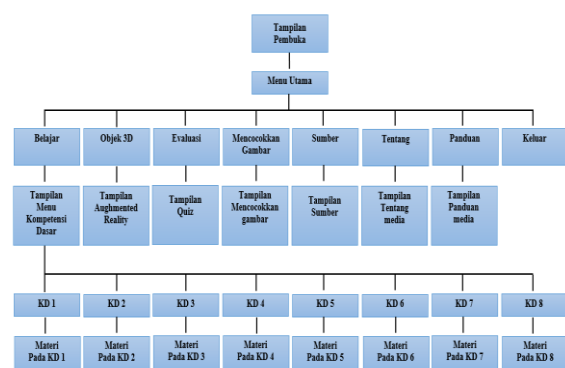 Tampilan
Pembuka
Menu Utama
Belajar
Objek 3D
Evaluasi
Mencocokkan
Gambar
Sumber
Tentang
Panduan
Keluar
Tampilan
Menu
Kompetensi
Dasar
Tampilan
Aughmented
Reality
Tampilan
Quiz
Tampilan
Mencocokkan
gambar
Tampilan
Sumber
Tampilan
Tentang
media
Tampilan
Panduan
media
KD 1
KD 2
KD 3
KD 4
KD 5
KD 6
KD 7
KD 8
Materi
Pada KD 1
Materi
Pada KD 2
Materi
Pada KD 3
Materi
Pada KD 4
Materi
Pada KD 5
Materi
Pada KD 6
Materi
Pada KD 7
Materi
Pada KD 8